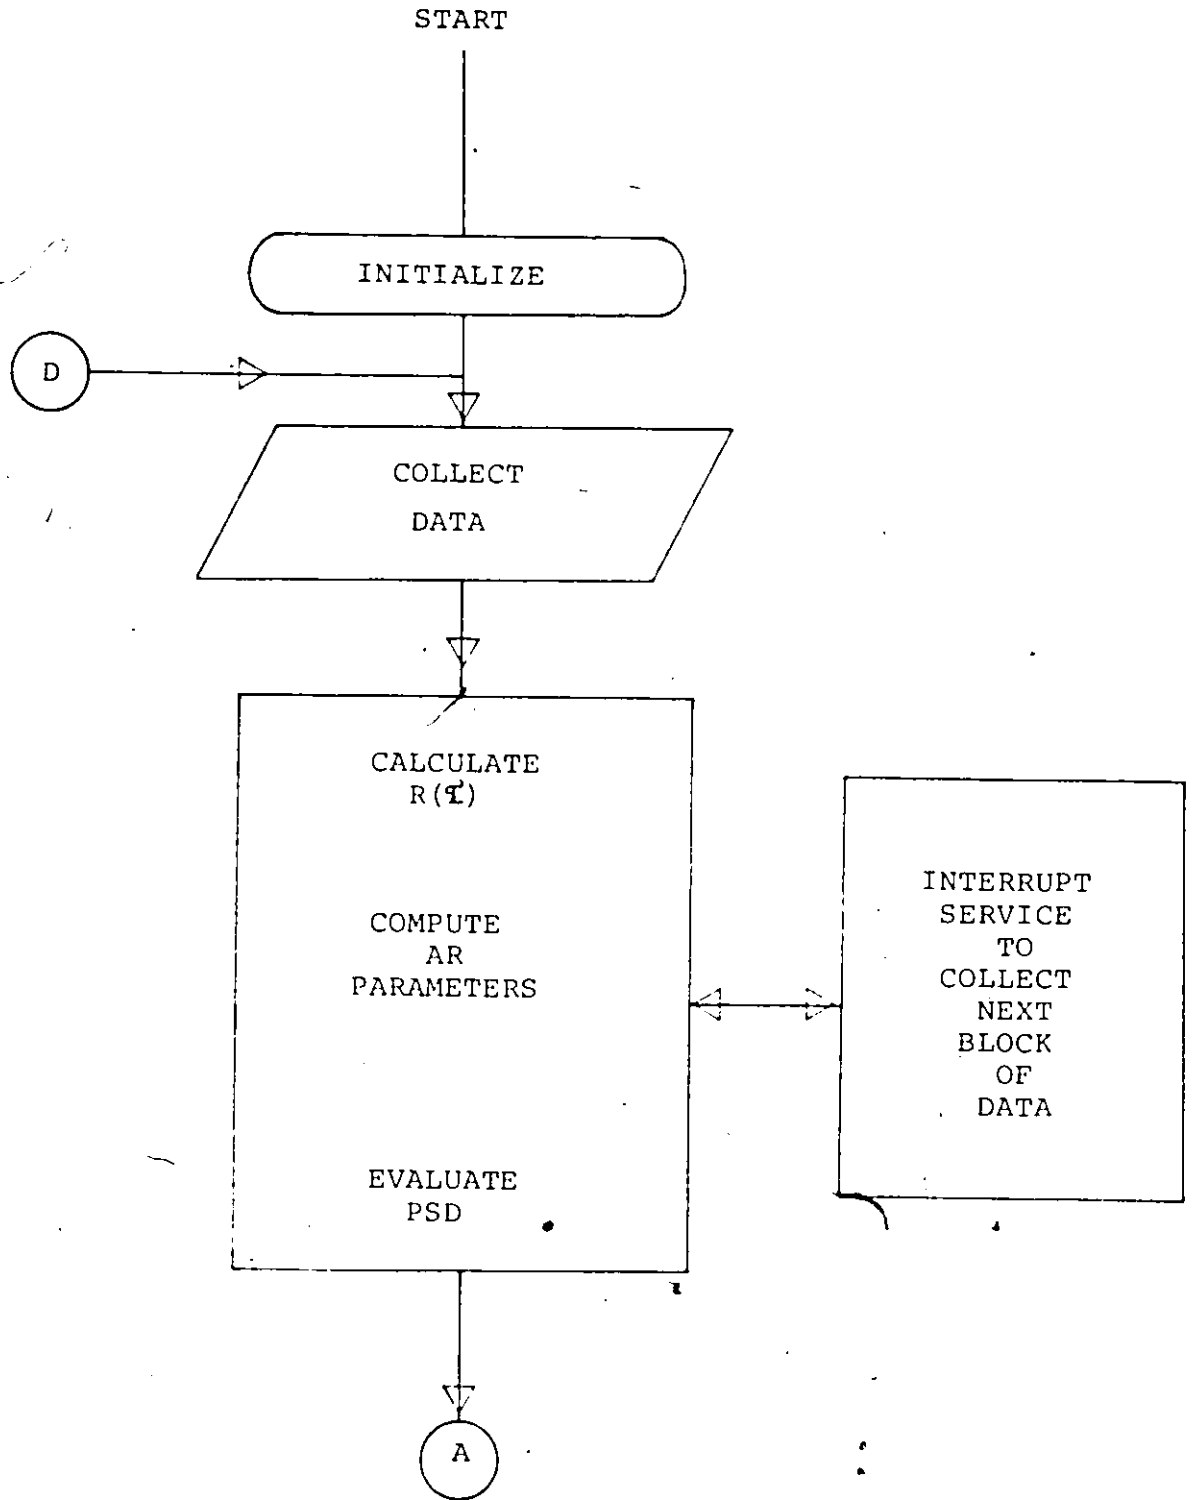 START
INITIALIZE
D
COLLECT
DATA
CALCULATE
R(τ)
COMPUTE
AR
PARAMETERS
INTERRUPT
SERVICE
TO
COLLECT
NEXT
BLOCK
OF
DATA
EVALUATE
PSD
A